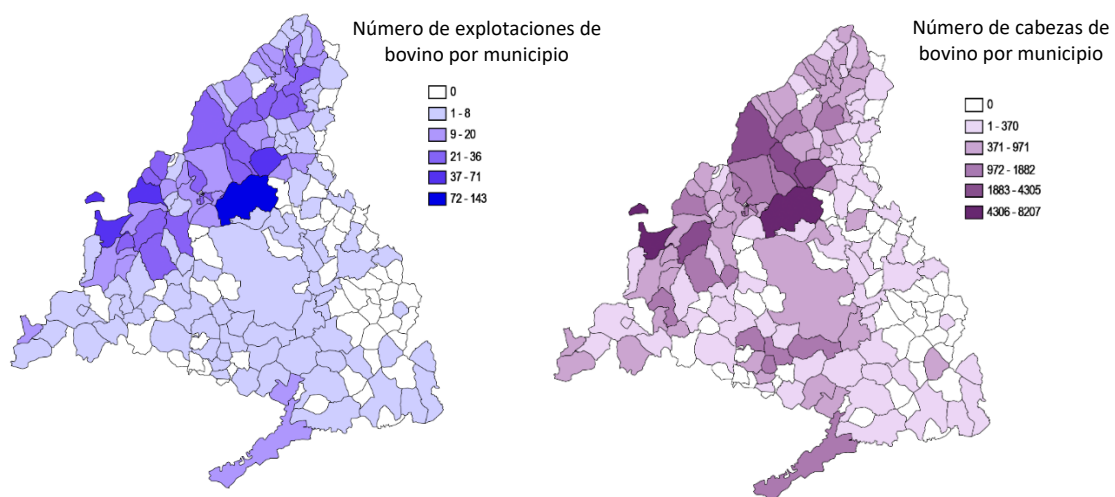 Número de explotaciones de
bovino por municipio
0
1 - 8
9 - 20
21 - 36
37 - 71
72 - 143
Número de cabezas de
bovino por municipio
0
1 - 370
371 - 971
972 - 1882
1883 - 4305
4306 - 8207